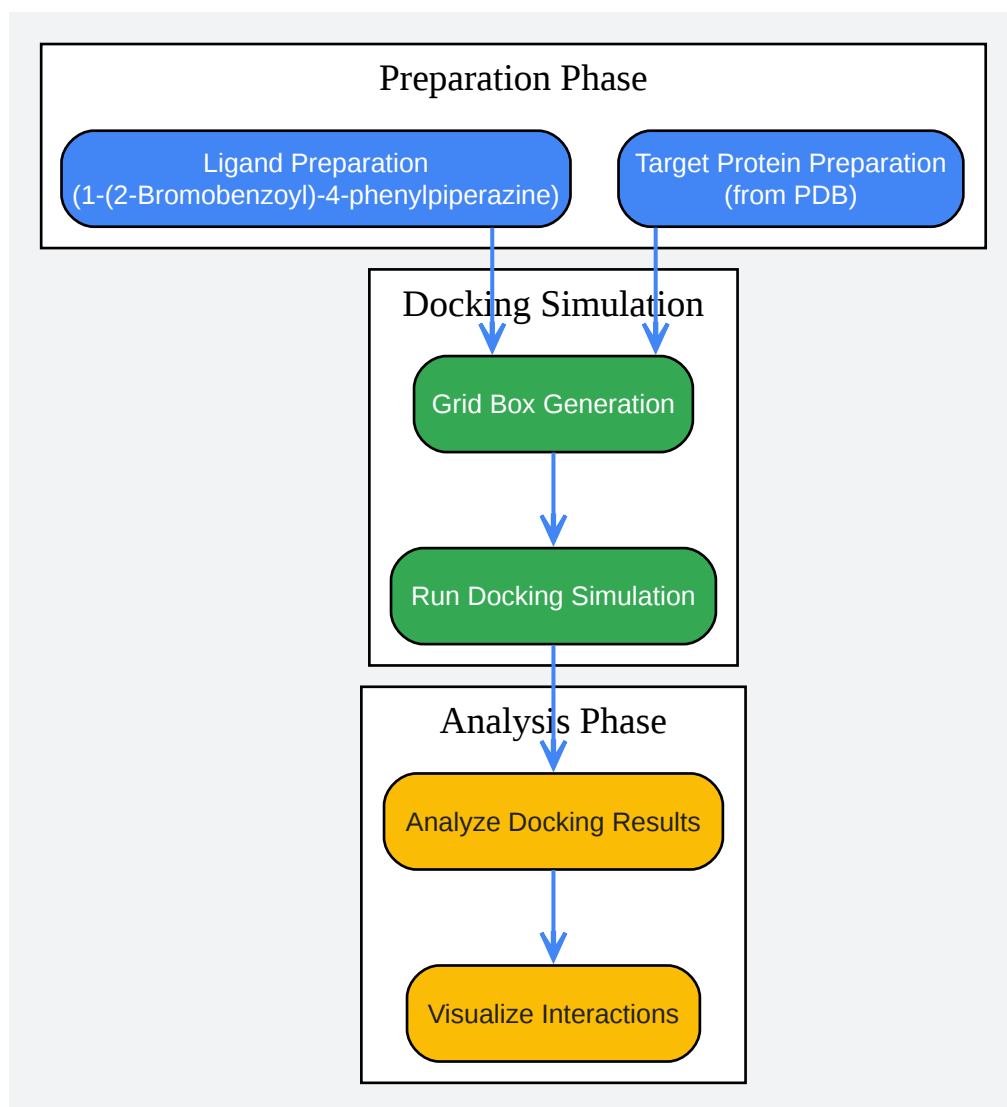 Preparation Phase
Ligand Preparation
(1-(2-Bromobenzoyl)-4-phenylpiperazine)
Target Protein Preparation
(from PDB)
Docking Simulation
Grid Box Generation
Run Docking Simulation
Analysis Phase
Analyze Docking Results
Visualize Interactions